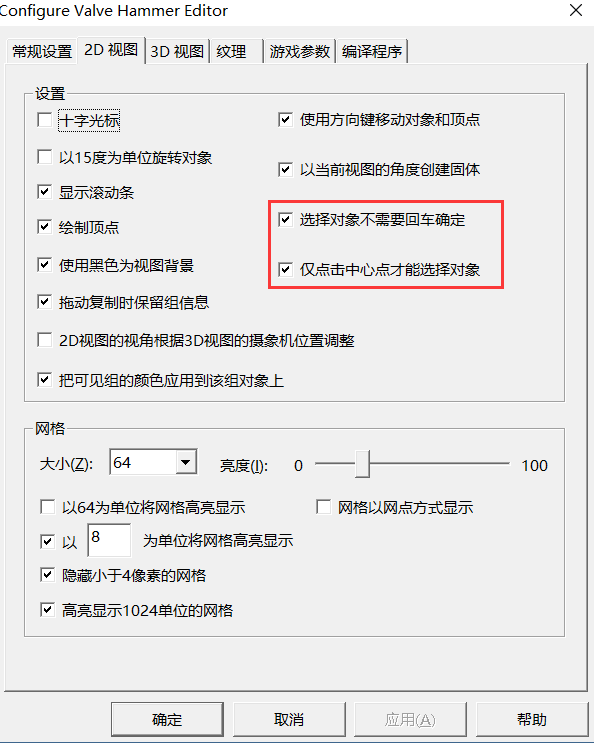 Configure Valve Hammer Editor
常规设置 2D 视图 3D 视图 纹理 游戏参数 编译程序
设置
十字光标
使用方向键移动对象和顶点
以15度为单位旋转对象
以当前视图的角度创建固体
显示滚动条
选择对象不需要回车确定
绘制顶点
使用黑色为视图背景
仅点击中心点才能选择对象
拖动复制时保留组信息
2D视图的视角根据3D视图的摄象机位置调整
把可见组的颜色应用到该组对象上
网格
大小(Z): 64 亮度(I): 0 100
以64为单位将网格高亮显示 网格以网点方式显示
以 8 为单位将网格高亮显示
隐藏小于4像素的网格
高亮显示1024单位的网格
确定 取消 应用(A) 帮助